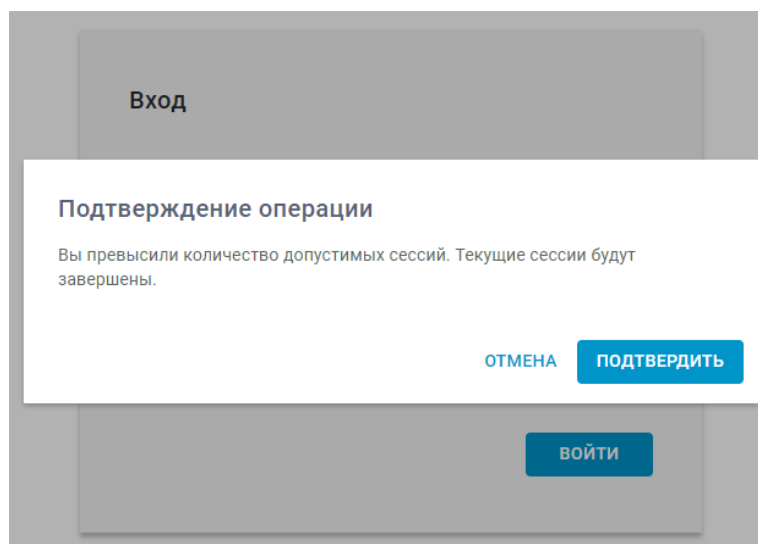 Вход
Подтверждение операции
Вы превысили количество допустимых сессий. Текущие сессии будут
завершены.
ОТМЕНА ПОДТВЕРДИТЬ
ВОЙТИ